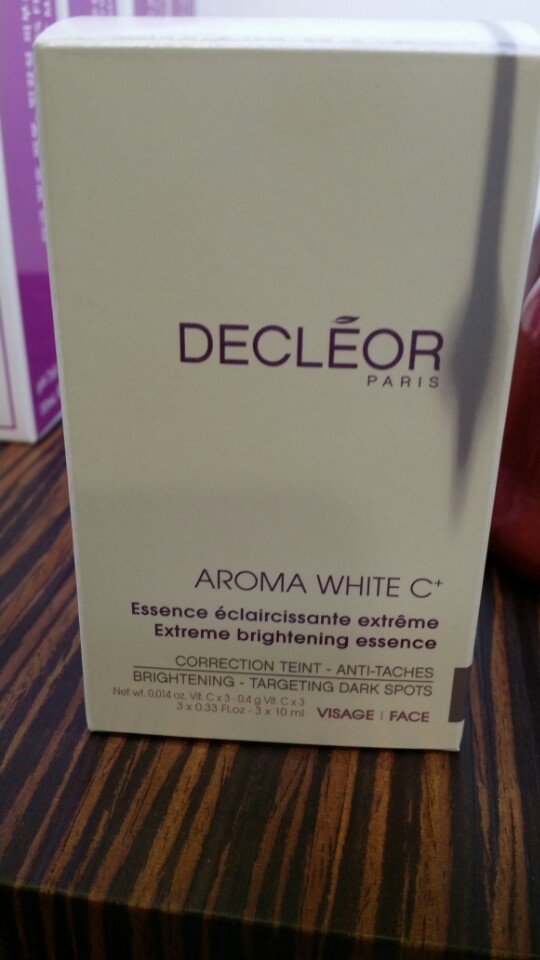 DECLÉOR
PARIS
AROMA WHITE C⁺
Essence éclaircissante extrême
Extreme brightening essence
CORRECTION TEINT - ANTI-TACHES
BRIGHTENING - TARGETING DARK SPOTS
Net wt. 0.014 oz. Vit. C x 3 - 0.4 g Vit. C x 3
3 x 0.33 Fl.oz - 3 x 10 ml VISAGE | FACE